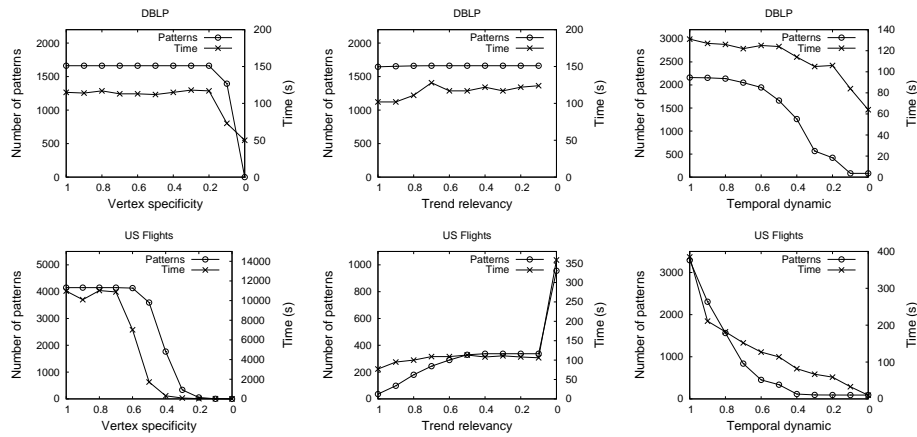 DBLP
Number of patterns
2000
1500
1000
500
0
1 0.8 0.6 0.4 0.2 0
Vertex specificity
Patterns
Time
200
150
100
50
0
Time (s)
DBLP
Number of patterns
2000
1500
1000
500
0
1 0.8 0.6 0.4 0.2 0
Trend relevancy
Patterns
Time
200
150
100
50
0
Time (s)
DBLP
Number of patterns
3000
2500
2000
1500
1000
500
0
1 0.8 0.6 0.4 0.2 0
Temporal dynamic
Patterns
Time
140
120
100
80
60
40
20
0
Time (s)
US Flights
Number of patterns
5000
4000
3000
2000
1000
0
1 0.8 0.6 0.4 0.2 0
Vertex specificity
Patterns
Time
14000
12000
10000
8000
6000
4000
2000
0
Time (s)
US Flights
Number of patterns
1000
800
600
400
200
0
1 0.8 0.6 0.4 0.2 0
Trend relevancy
Patterns
Time
350
300
250
200
150
100
50
0
Time (s)
US Flights
Number of patterns
3000
2000
1000
0
1 0.8 0.6 0.4 0.2 0
Temporal dynamic
Patterns
Time
400
300
200
100
0
Time (s)